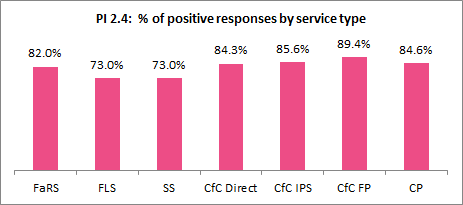 PI 2.4:  % of positive responses by service type
82.0% 73.0% 73.0% 84.3% 85.6% 89.4% 84.6%
FaRS FLS SS CfC Direct CfC IPS CfC FP CP